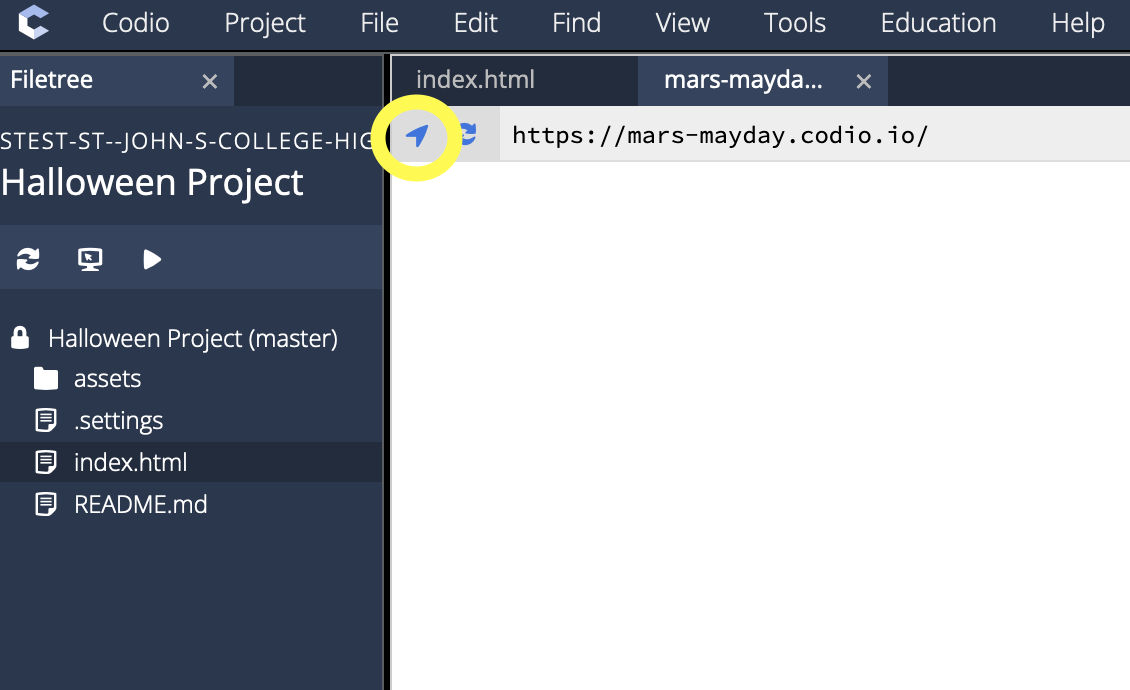 Codio Project File Edit Find View Tools Education Help
Filetree
index.html mars-mayda...
https://mars-mayday.codio.io/
STEST-ST--JOHN-S-COLLEGE-HIG
Halloween Project
Halloween Project (master)
assets
.settings
index.html
README.md